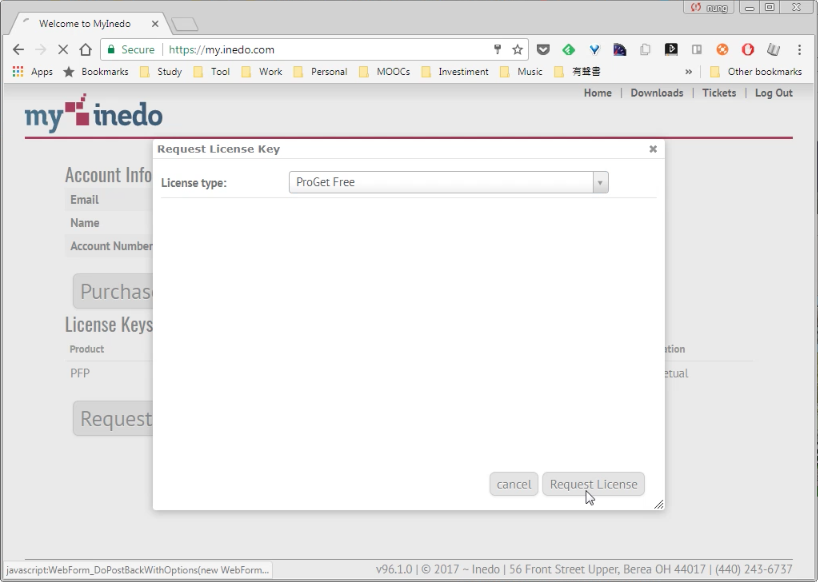 nung
Welcome to MyInedo
Secure
https://my.inedo.com
Apps
Bookmarks
Study
Tool
Work
Personal
MOOCs
Investiment
Music
有聲書
»
Other bookmarks
my inedo
Home | Downloads | Tickets | Log Out
Request License Key
Account Info
License type:
ProGet Free
Email
Name
Account Number
Purchas
License Keys
Product
ation
PFP
etual
Request
cancel
Request License
javascript:WebForm_DoPostBackWithOptions(new WebForm...
v96.1.0 | © 2017 ~ Inedo | 56 Front Street Upper, Berea OH 44017 | (440) 243-6737